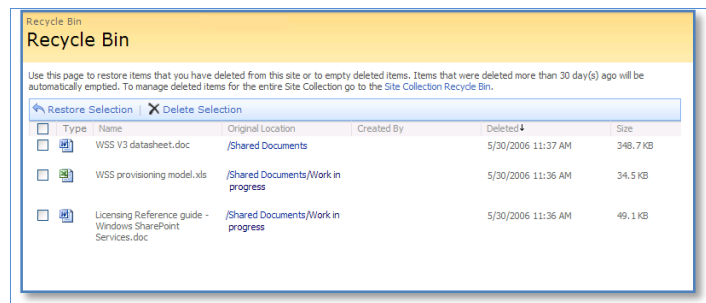 Recycle Bin
Recycle Bin
Use this page to restore items that you have deleted from this site or to empty deleted items. Items that were deleted more than 30 day(s) ago will be
automatically emptied. To manage deleted items for the entire Site Collection go to the Site Collection Recycle Bin.
Restore Selection | Delete Selection
Type Name Original Location Created By Deleted↓ Size
WSS V3 datasheet.doc /Shared Documents 5/30/2006 11:37 AM 348.7 KB
WSS provisioning model.xls /Shared Documents/Work in 5/30/2006 11:36 AM 34.5 KB
progress
Licensing Reference guide - /Shared Documents/Work in 5/30/2006 11:36 AM 49.1 KB
Windows SharePoint progress
Services.doc